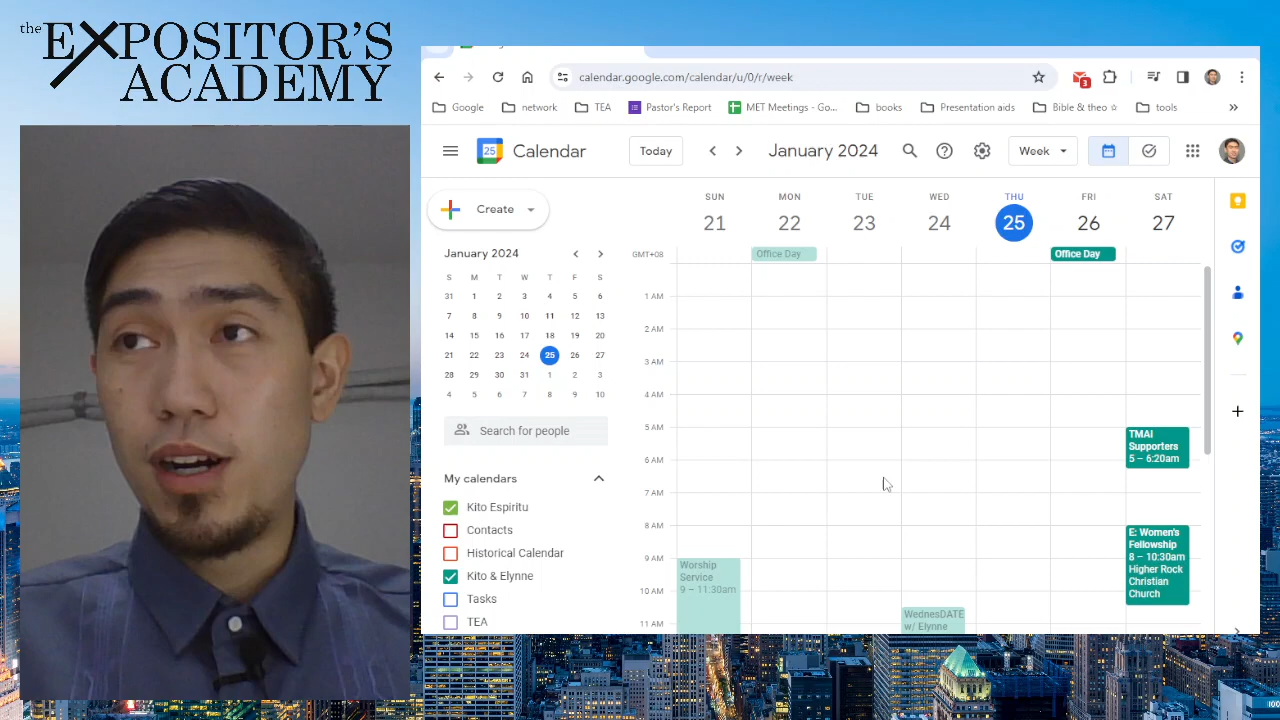 the EXPOSITOR'S
ACADEMY
calendar.google.com/calendar/u/0/r/week
3
Google
network
TEA
Pastor's Report
MET Meetings - Go...
books
Presentation aids
Bible & theo ☆
tools
»
25
Calendar
Today
January 2024
Week
Create
SUN
MON
TUE
WED
THU
FRI
SAT
21
22
23
24
25
26
27
January 2024
GMT+08
Office Day
Office Day
S M T W T F S
31 1 2 3 4 5 6
7 8 9 10 11 12 13
14 15 16 17 18 19 20
21 22 23 24 25 26 27
28 29 30 31 1 2 3
4 5 6 7 8 9 10
Search for people
My calendars
Kito Espiritu
Contacts
Historical Calendar
Kito & Elynne
Tasks
TEA
1 AM
2 AM
3 AM
4 AM
5 AM
6 AM
7 AM
8 AM
9 AM
10 AM
11 AM
Worship
Service
9 – 11:30am
WednesDATE
w/ Elynne
TMAI
Supporters
5 – 6:20am
E: Women's
Fellowship
8 – 10:30am
Higher Rock
Christian
Church